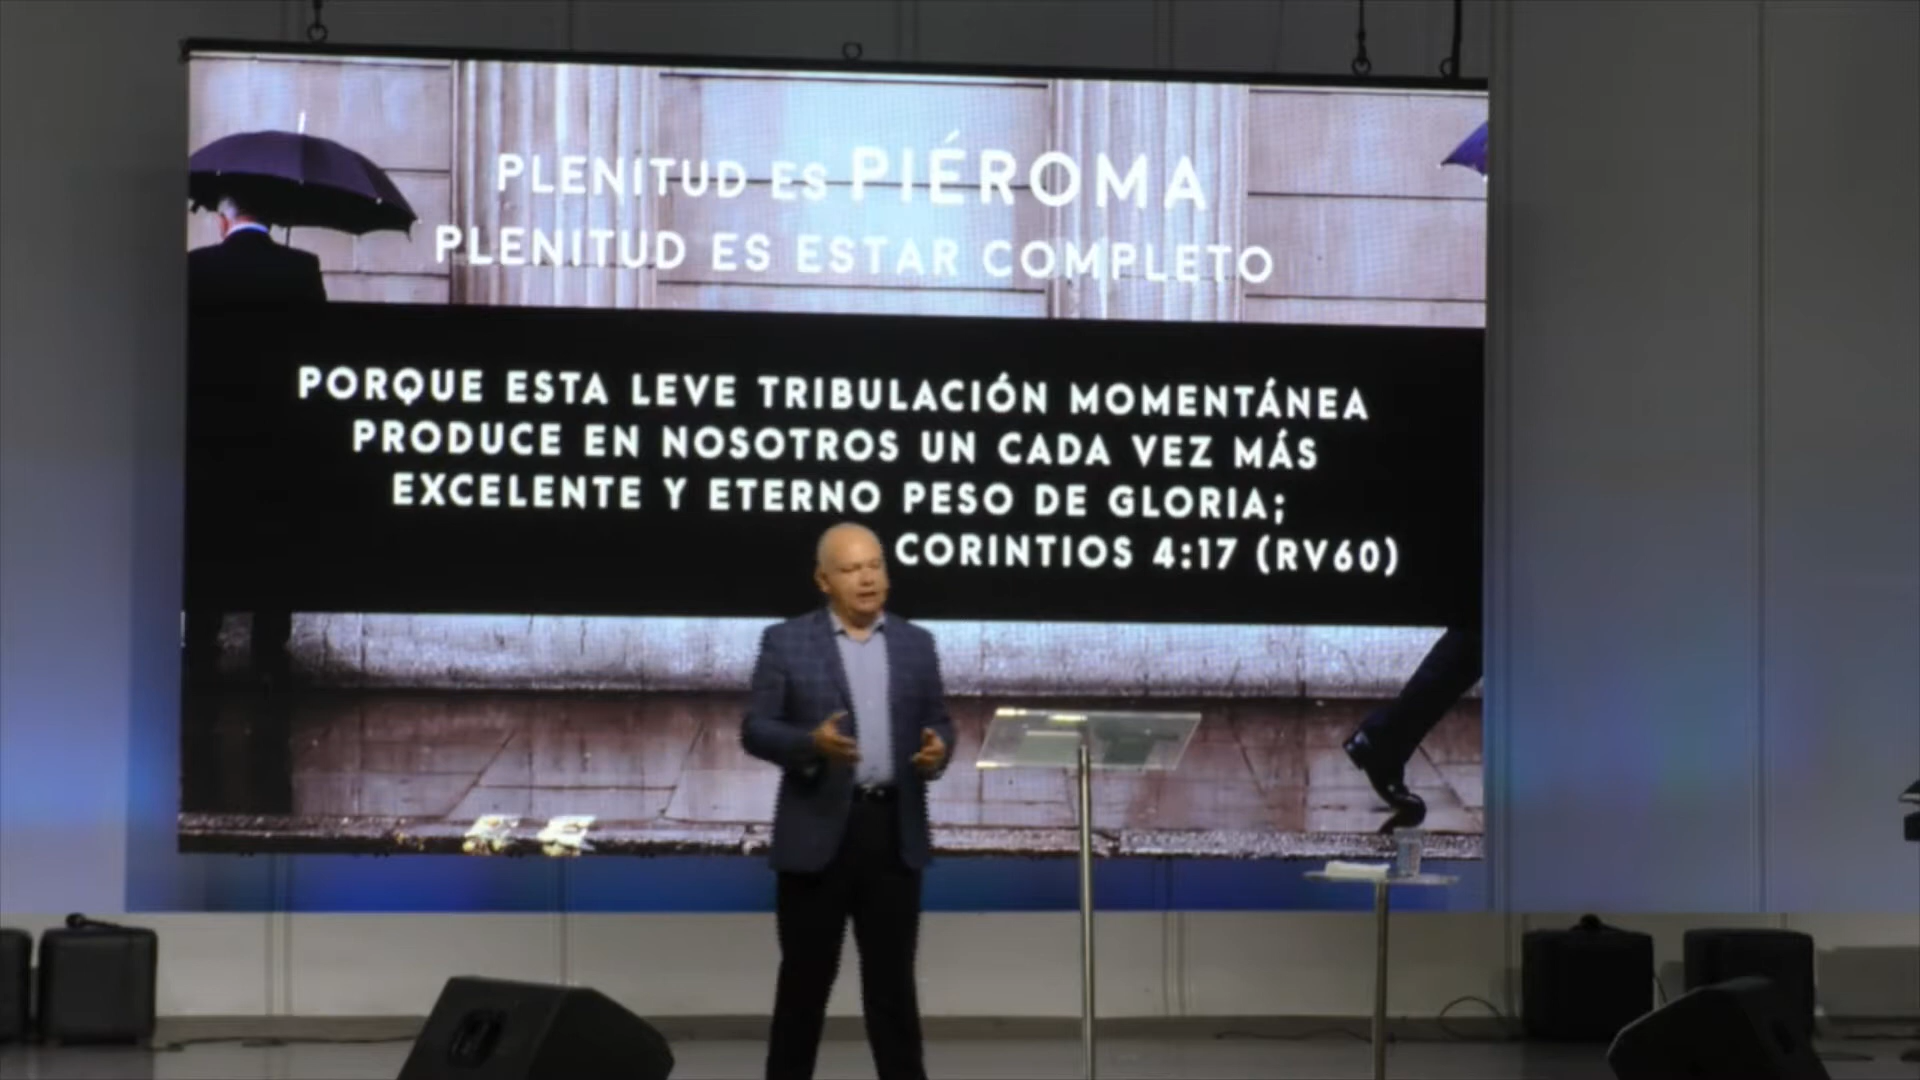 PLENITUD ES PIÉROMA
PLENITUD ES ESTAR COMPLETO
PORQUE ESTA LEVE TRIBULACIÓN MOMENTÁNEA
PRODUCE EN NOSOTROS UN CADA VEZ MÁS
EXCELENTE Y ETERNO PESO DE GLORIA;
CORINTIOS 4:17 (RV60)